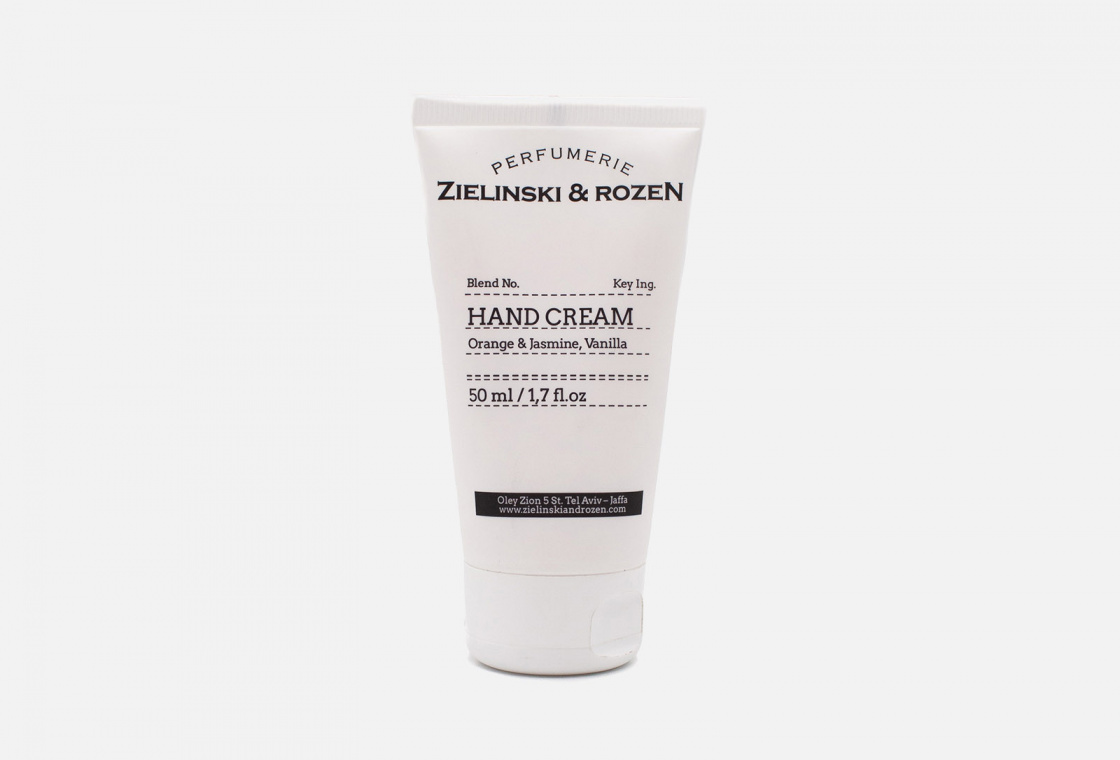 PERFUMERIE
ZIELINSKI & ROZEN
Blend No. Key Ing.
HAND CREAM
Orange & Jasmine, Vanilla
50 ml / 1,7 fl.oz
Oley Zion 5 St. Tel Aviv – Jaffa
www.zielinskiandrozen.com